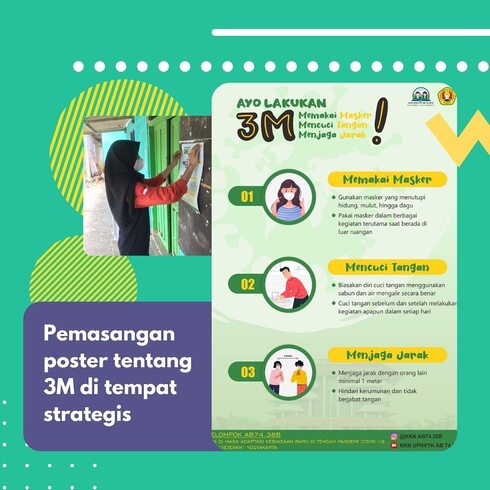 AYO LAKUKAN
3M
Memakai Masker
Mencuci Tangan
Menjaga Jarak
!
01
Memakai Masker
Gunakan masker yang menutupi
hidung, mulut, hingga dagu
Pakai masker dalam berbagai
kegiatan terutama saat berada di
luar ruangan
02
Mencuci Tangan
Biasakan diri cuci tangan menggunakan
sabun dan air mengalir secara benar
Cuci tangan sebelum dan setelah melakukan
kegiatan apapun dalam setiap hari
03
Menjaga Jarak
Menjaga jarak dengan orang lain
minimal 1 meter
Hindari kerumunan dan tidak
berjabat tangan
Pemasangan
poster tentang
3M di tempat
strategis
ELOMPOK AB74.38B
DI MASA ADAPTASI KEBIASAAN BARU DI TENGAH PANDEMI COVID-19
VETERAN" YOGYAKARTA
@KKN.AB74.38B
KKN UPNVYK AB 74